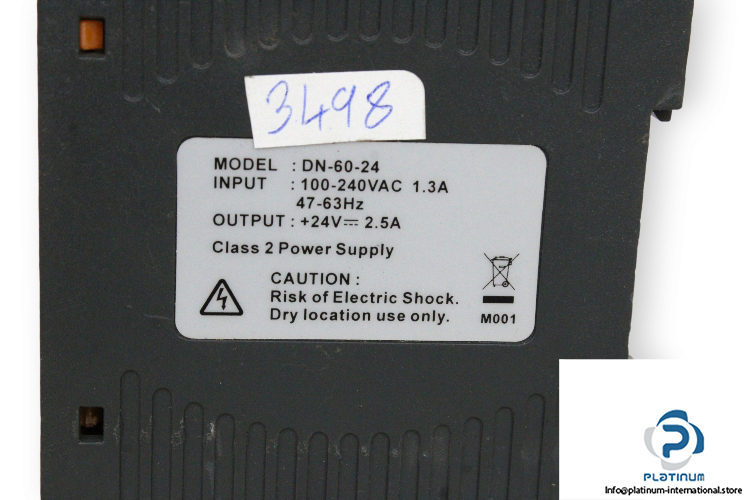 3498
MODEL : DN-60-24
INPUT : 100-240VAC 1.3A
47-63Hz
OUTPUT : +24V⎓ 2.5A
Class 2 Power Supply
CAUTION :
Risk of Electric Shock.
Dry location use only.
M001
PLATINUM
Info@platinum-international.store